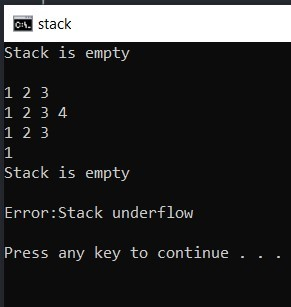 C:\.
stack
Stack is empty
1 2 3
1 2 3 4
1 2 3
1
Stack is empty
Error:Stack underflow
Press any key to continue . . .